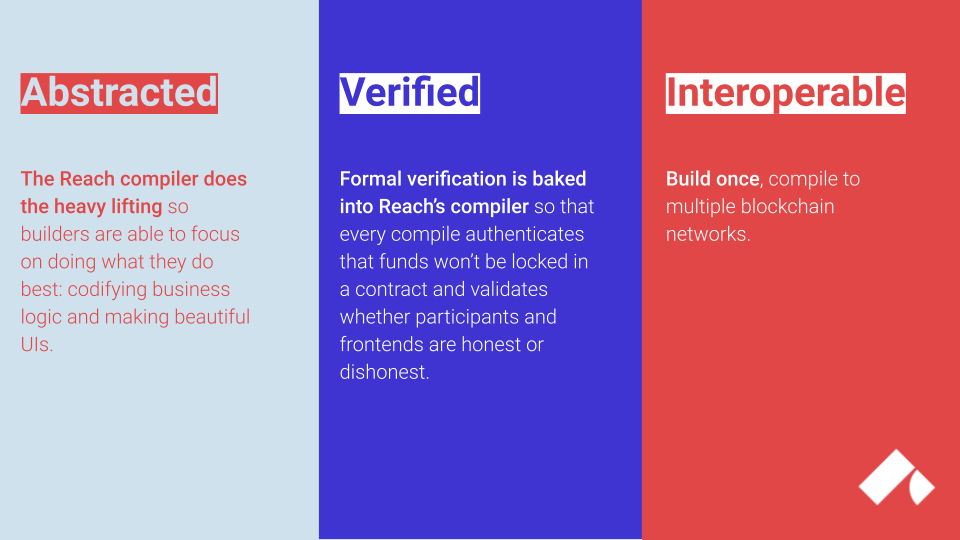 Abstracted
The Reach compiler does
the heavy lifting so
builders are able to focus
on doing what they do
best: codifying business
logic and making beautiful
UIs.
Verified
Formal verification is baked
into Reach’s compiler so that
every compile authenticates
that funds won’t be locked in
a contract and validates
whether participants and
frontends are honest or
dishonest.
Interoperable
Build once, compile to
multiple blockchain
networks.